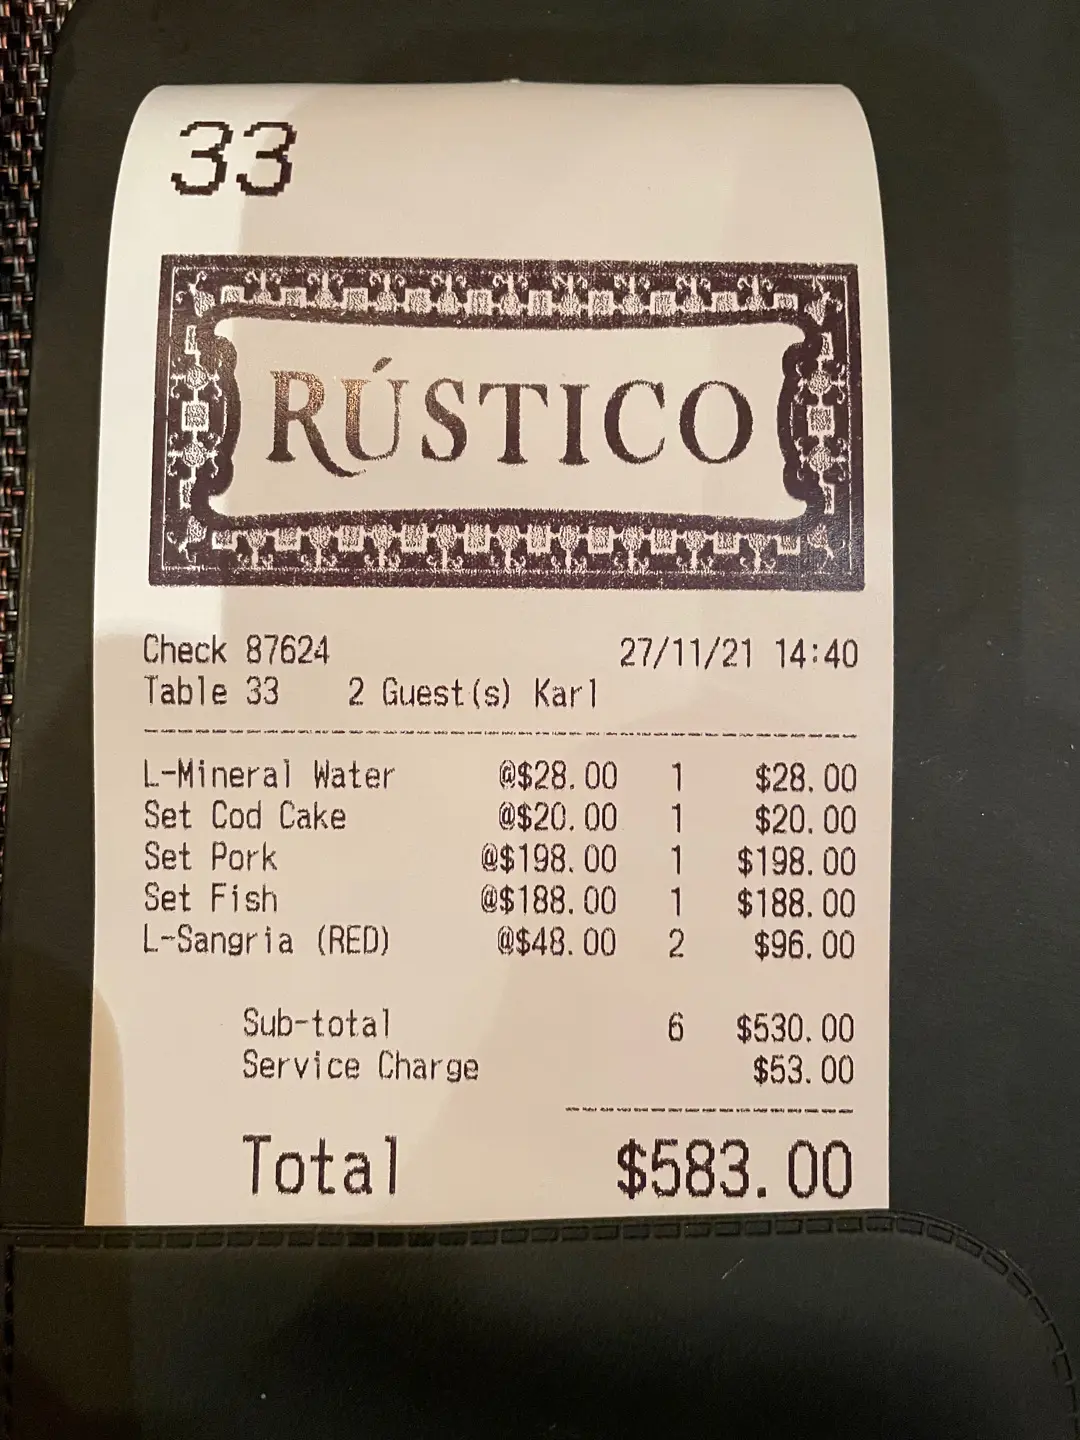 33
RÚSTICO
Check 87624 27/11/21 14:40
Table 33 2 Guest(s) Karl
L-Mineral Water @$28.00 1 $28.00
Set Cod Cake @$20.00 1 $20.00
Set Pork @$198.00 1 $198.00
Set Fish @$188.00 1 $188.00
L-Sangria (RED) @$48.00 2 $96.00
Sub-total 6 $530.00
Service Charge $53.00
Total $583.00